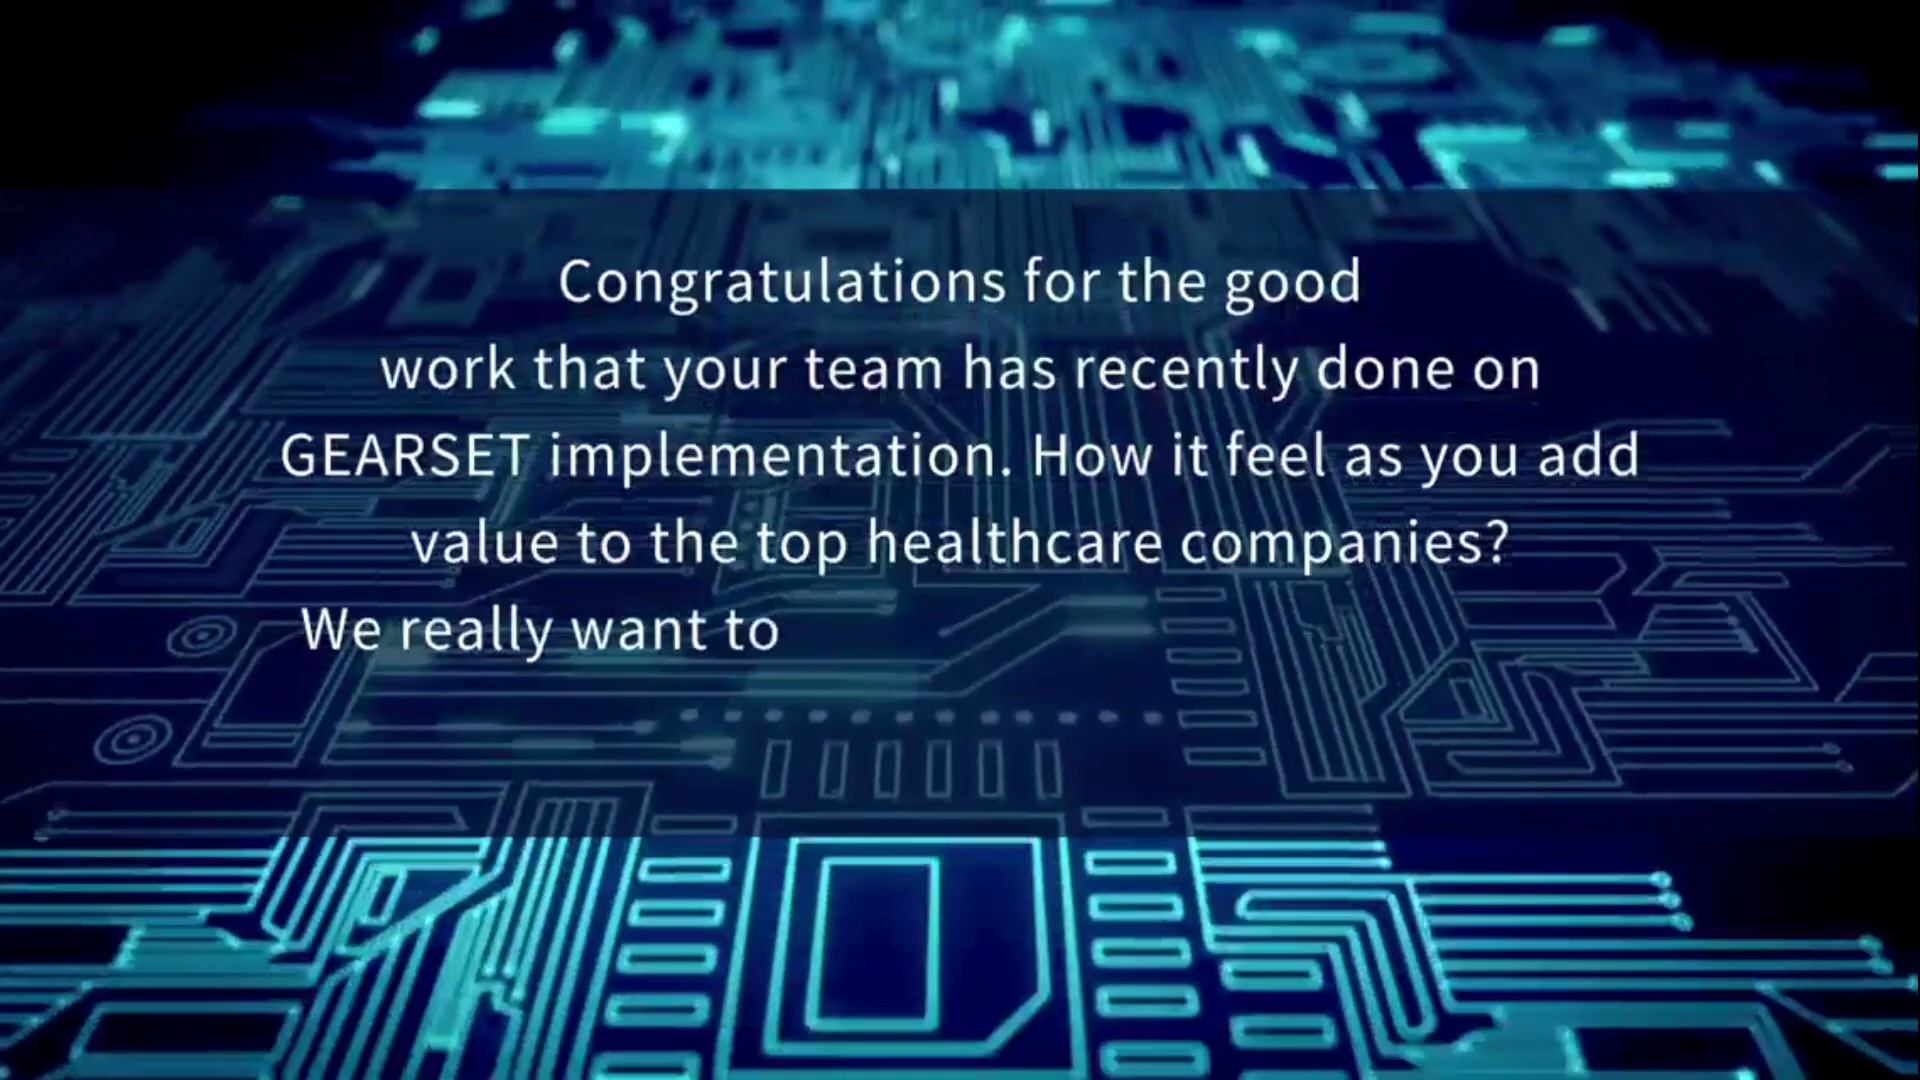 Congratulations for the good
work that your team has recently done on
GEARSET implementation. How it feel as you add
value to the top healthcare companies?
We really want to